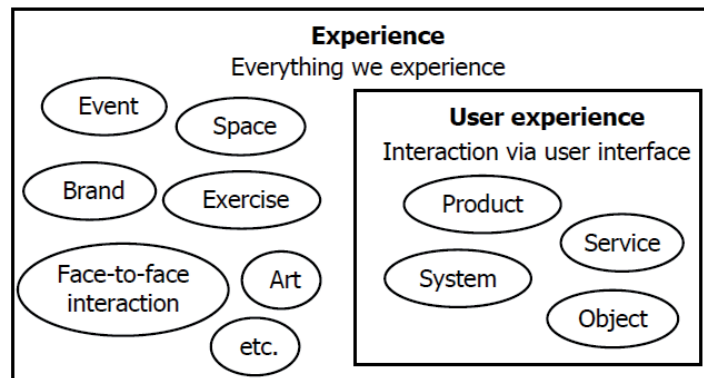 Experience
Everything we experience
Event
Space
Brand
Exercise
Face-to-face
interaction
Art
etc.
User experience
Interaction via user interface
Product
Service
System
Object